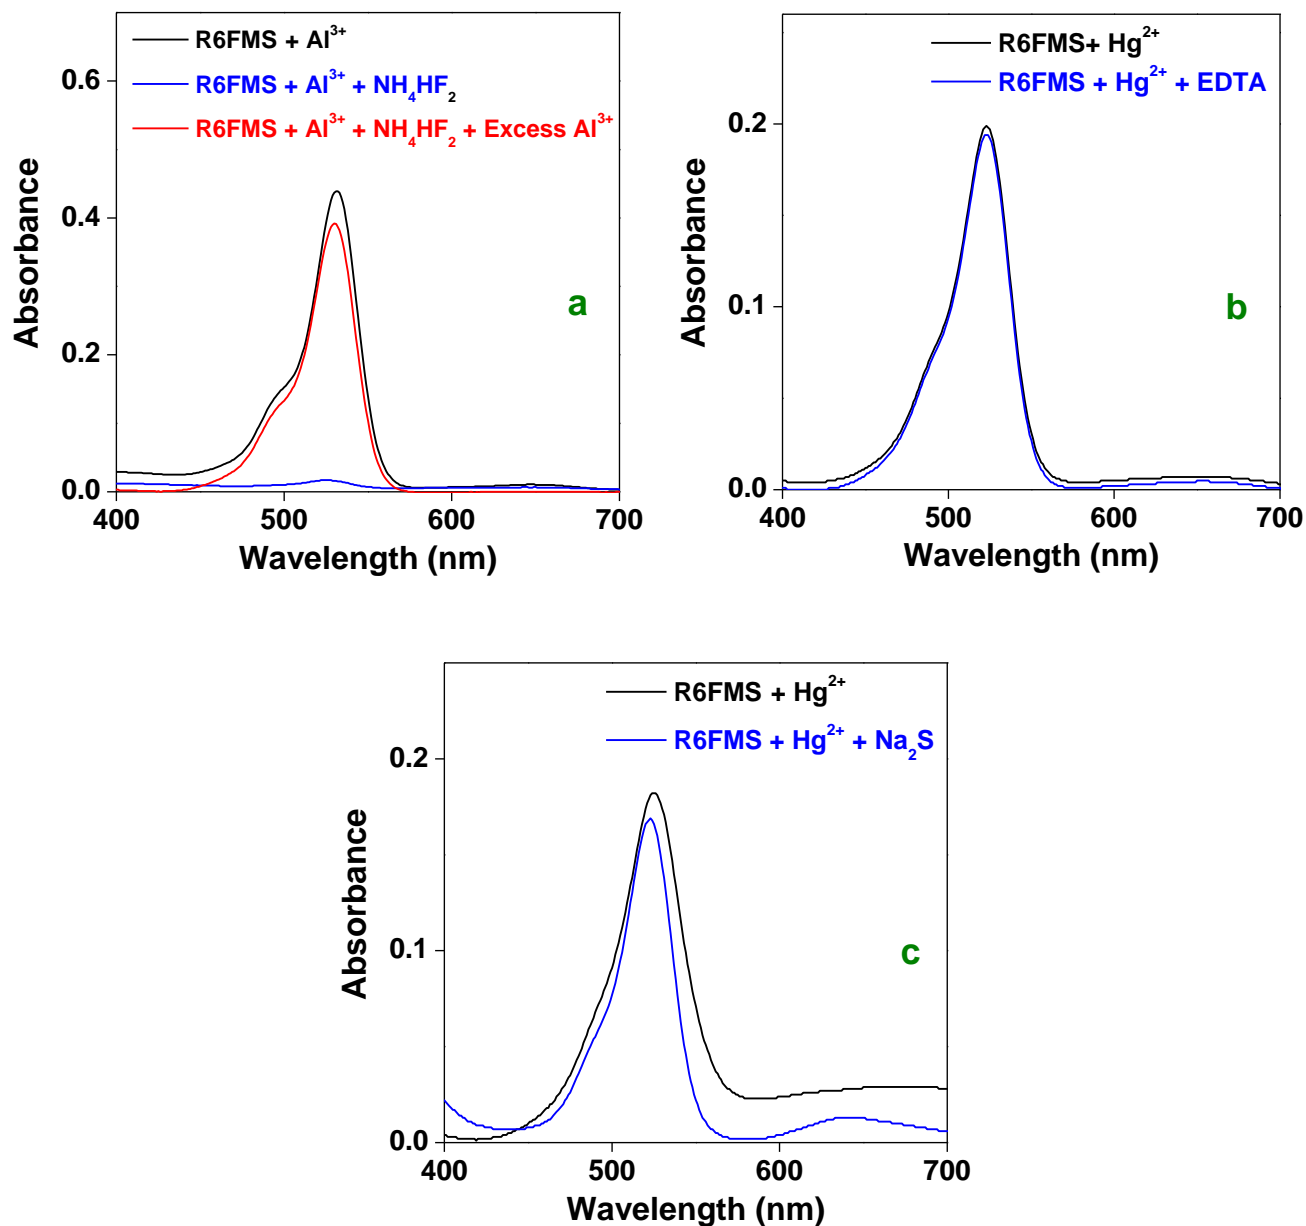 R6FMS + Al³⁺
R6FMS + Al³⁺ + NH₄HF₂
R6FMS + Al³⁺ + NH₄HF₂ + Excess Al³⁺
0.6
0.4
0.2
0.0
Absorbance
a
400
500
600
700
Wavelength (nm)
R6FMS+ Hg²⁺
R6FMS + Hg²⁺ + EDTA
0.2
0.1
0.0
Absorbance
b
400
500
600
700
Wavelength (nm)
R6FMS + Hg²⁺
R6FMS + Hg²⁺ + Na₂S
0.2
0.1
0.0
Absorbance
c
400
500
600
700
Wavelength (nm)